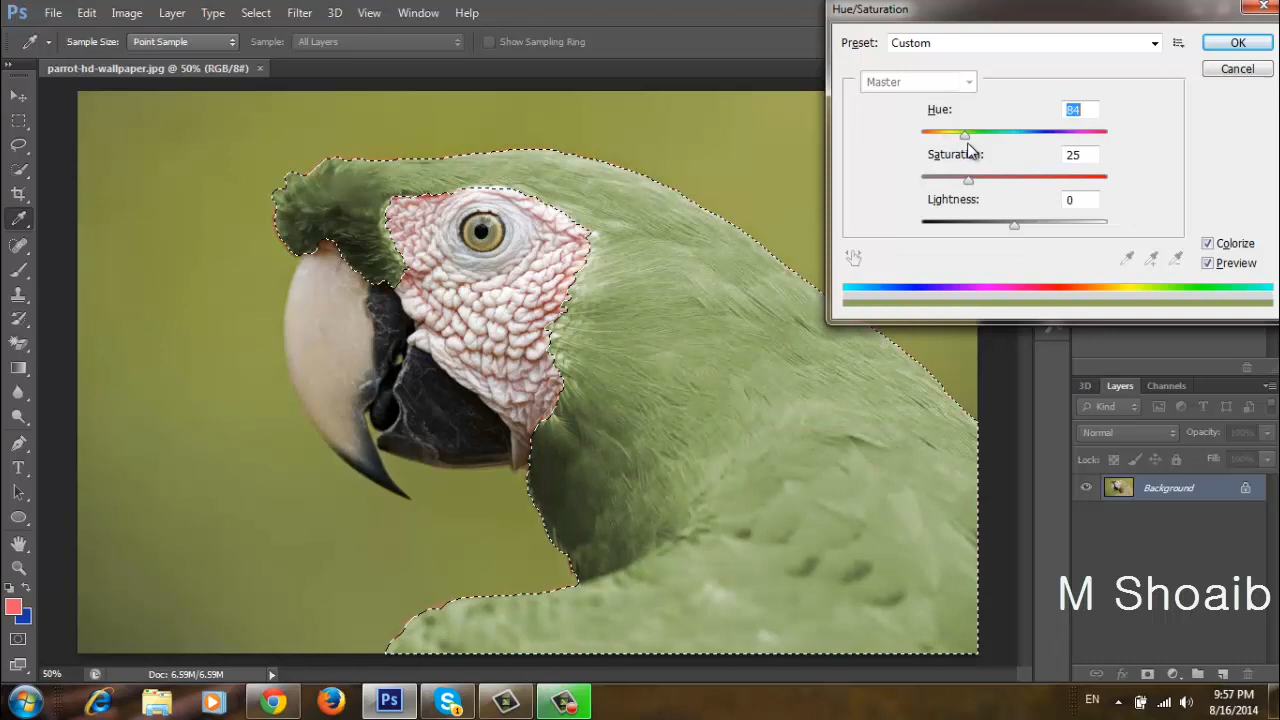 Ps File Edit Image Layer Type Select Filter 3D View Window Help
Sample Size: Point Sample Sample: All Layers Show Sampling Ring
parrot-hd-wallpaper.jpg @ 50% (RGB/8#) ×
Hue/Saturation
Preset: Custom OK
Cancel
Master
Hue: 84
Saturation: 25
Lightness: 0
Colorize
Preview
3D Layers Channels
Kind
Normal Opacity: 100%
Lock: Fill: 100%
Background
M Shoaib
50% Doc: 6.59M/6.59M
Ps EN 9:57 PM
8/16/2014